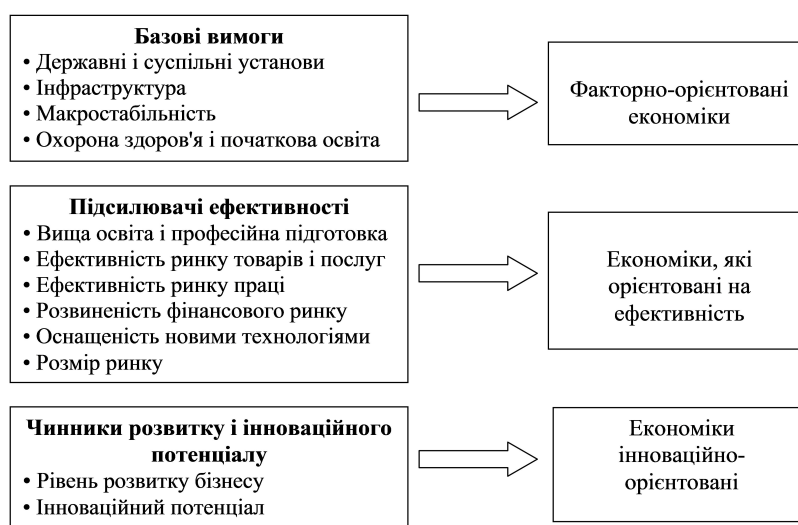 Базові вимоги
• Державні і суспільні установи
• Інфраструктура
• Макростабільність
• Охорона здоров'я і початкова освіта
Факторно-орієнтовані
економіки
Підсилювачі ефективності
• Вища освіта і професійна підготовка
• Ефективність ринку товарів і послуг
• Ефективність ринку праці
• Розвиненість фінансового ринку
• Оснащеність новими технологіями
• Розмір ринку
Економіки, які
орієнтовані на
ефективність
Чинники розвитку і інноваційного
потенціалу
• Рівень розвитку бізнесу
• Інноваційний потенціал
Економіки
інноваційно-
орієнтовані